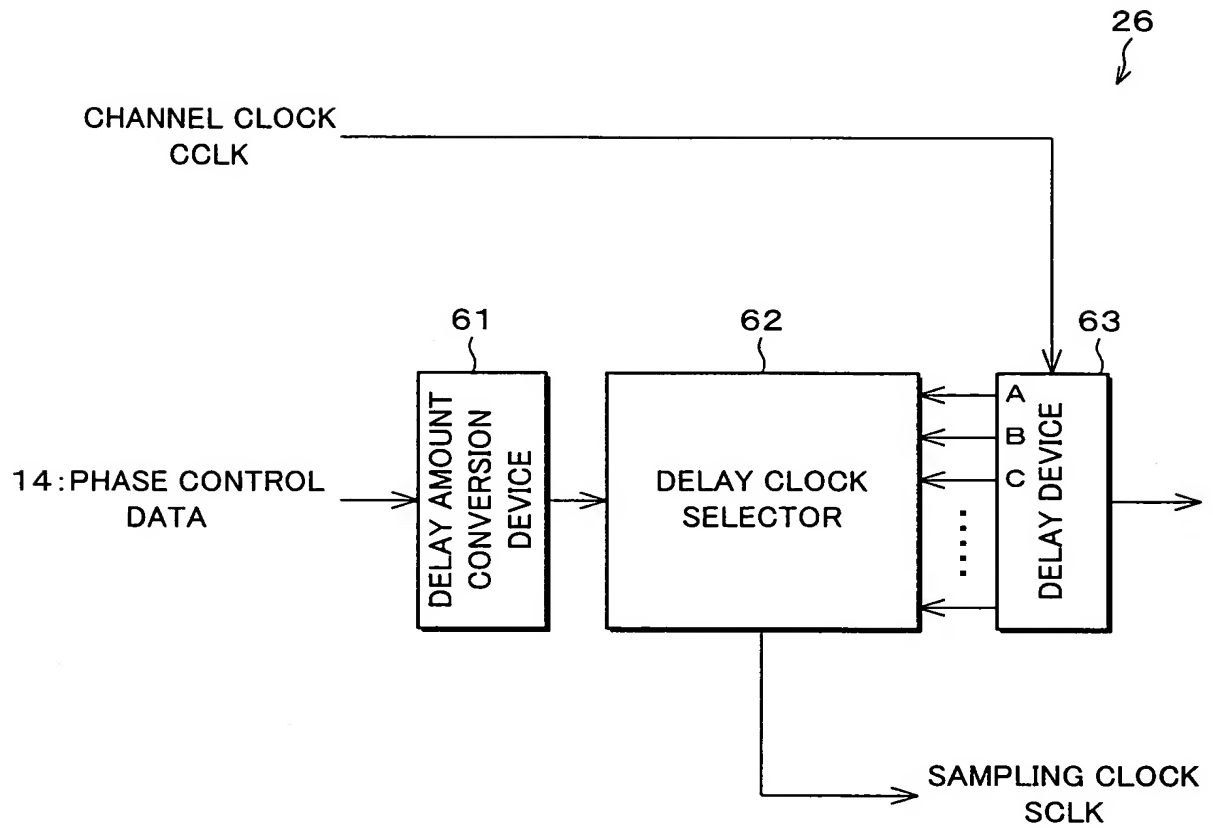 26
CHANNEL CLOCK
CCLK
61
62
63
14:PHASE CONTROL
DATA
DELAY AMOUNT
CONVERSION
DEVICE
DELAY CLOCK
SELECTOR
A
B
C
DELAY DEVICE
SAMPLING CLOCK
SCLK